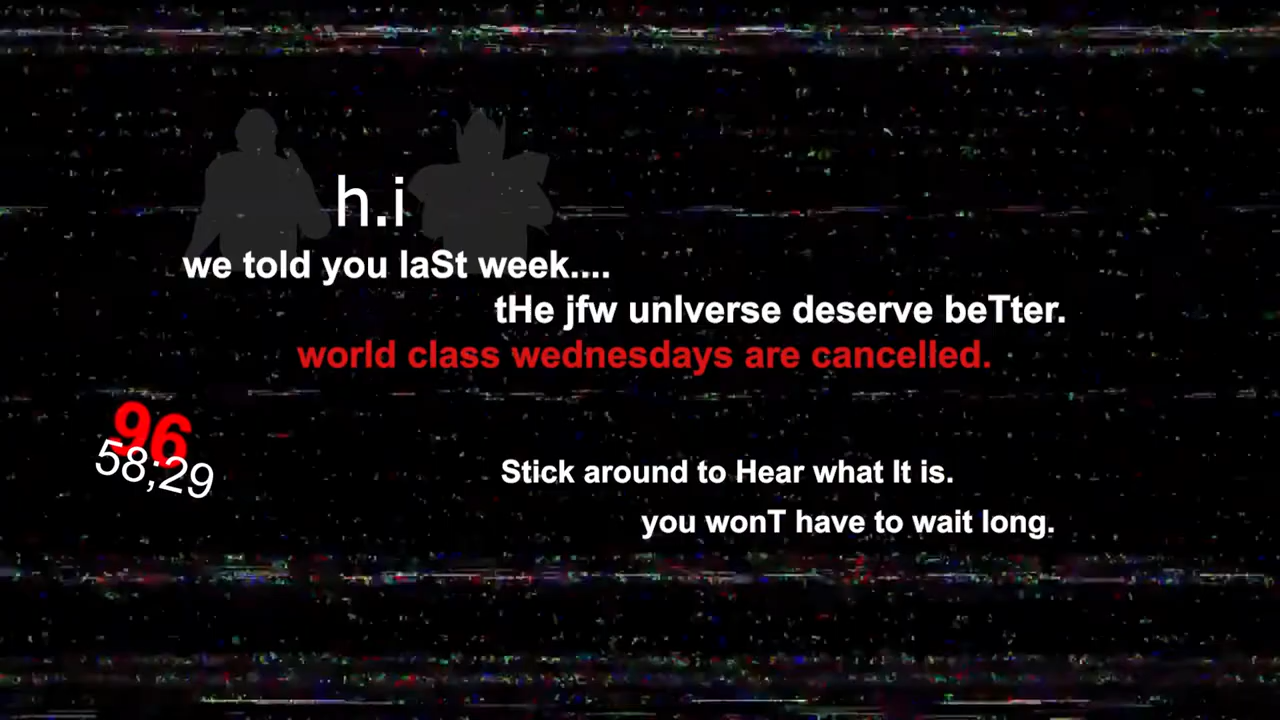 h.i
we told you laSt week....
tHe jfw unIverse deserve beTter.
world class wednesdays are cancelled.
96
58;29
Stick around to Hear what It is.
you wonT have to wait long.